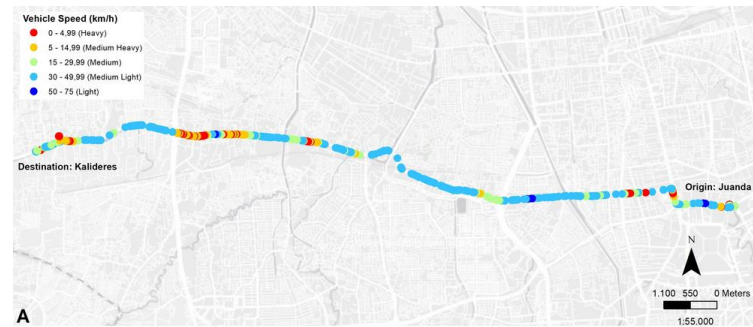 Vehicle Speed (km/h)
0 - 4,99 (Heavy)
5 - 14,99 (Medium Heavy)
15 - 29,99 (Medium)
30 - 49,99 (Medium Light)
50 - 75 (Light)
Destination: Kalideres
Origin: Juanda
N
1.100 550 0 Meters
1:55.000
A